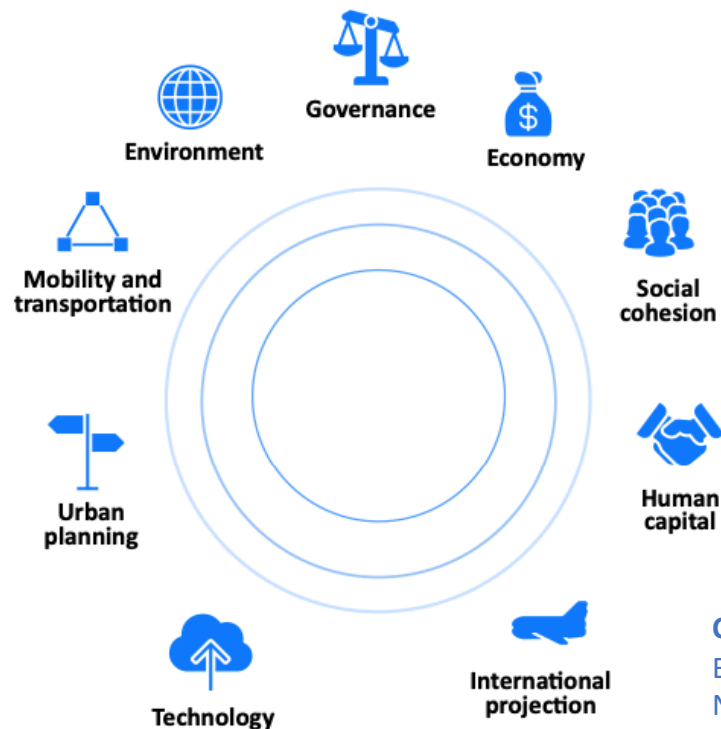 Governance
Environment
Economy
Mobility and
transportation
Social
cohesion
Urban
planning
Human
capital
International
projection
Technology
$